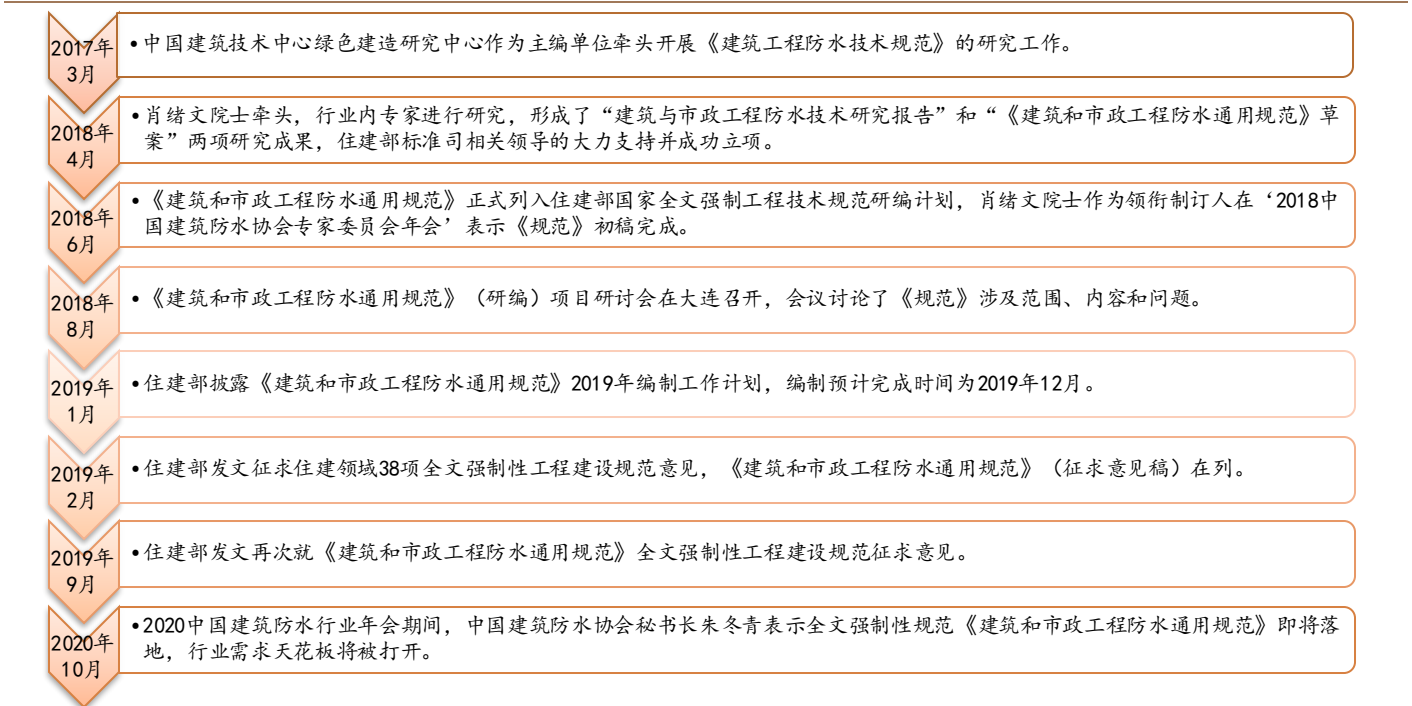 2017年
3月
•中国建筑技术中心绿色建造研究中心作为主编单位牵头开展《建筑工程防水技术规范》的研究工作。
2018年
4月
•肖绪文院士牵头，行业内专家进行研究，形成了“建筑与市政工程防水技术研究报告”和“《建筑和市政工程防水通用规范》草
案”两项研究成果，住建部标准司相关领导的大力支持并成功立项。
2018年
6月
•《建筑和市政工程防水通用规范》正式列入住建部国家全文强制工程技术规范研编计划，肖绪文院士作为领衔制订人在‘2018中
国建筑防水协会专家委员会年会’表示《规范》初稿完成。
2018年
8月
•《建筑和市政工程防水通用规范》（研编）项目研讨会在大连召开，会议讨论了《规范》涉及范围、内容和问题。
2019年
1月
•住建部披露《建筑和市政工程防水通用规范》2019年编制工作计划，编制预计完成时间为2019年12月。
2019年
2月
•住建部发文征求住建领域38项全文强制性工程建设规范意见，《建筑和市政工程防水通用规范》（征求意见稿）在列。
2019年
9月
•住建部发文再次就《建筑和市政工程防水通用规范》全文强制性工程建设规范征求意见。
2020年
10月
•2020中国建筑防水行业年会期间，中国建筑防水协会秘书长朱冬青表示全文强制性规范《建筑和市政工程防水通用规范》即将落
地，行业需求天花板将被打开。